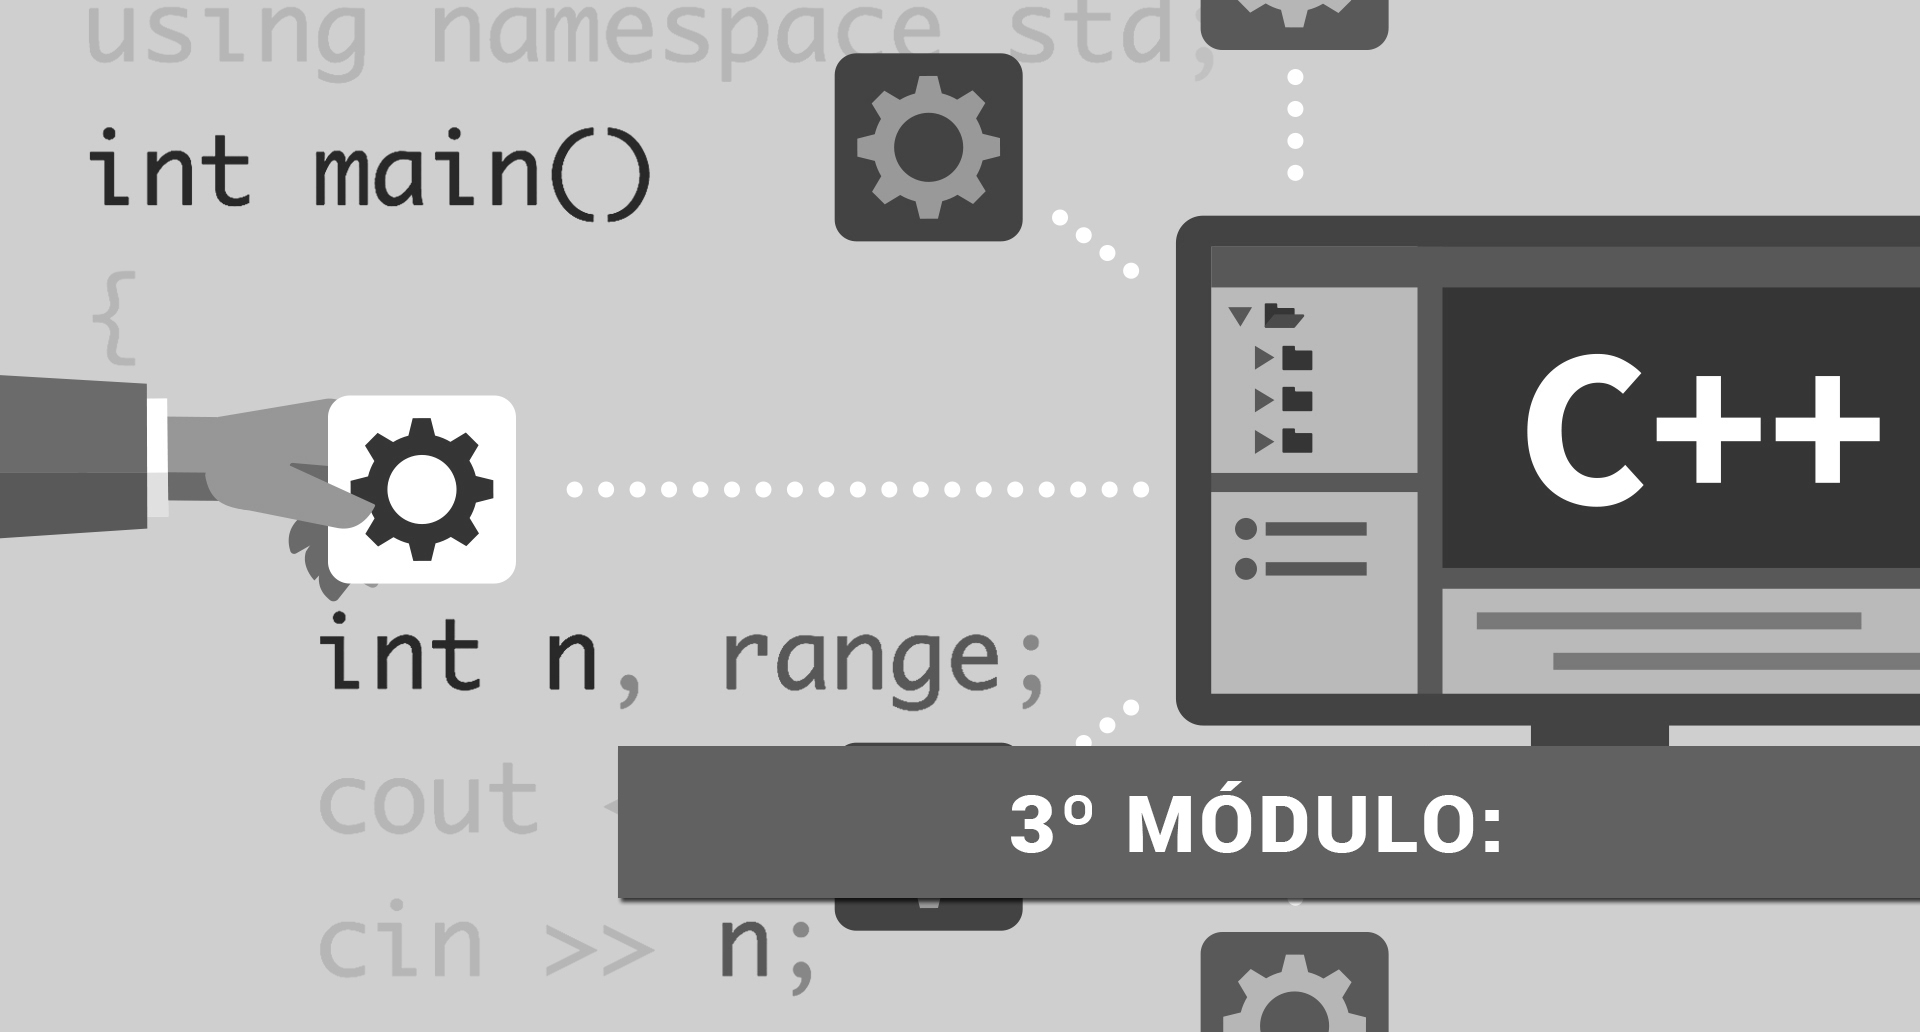 using namespace std;
int main()
{
C++
int n, range;
cout <
3º MÓDULO:
cin >> n;